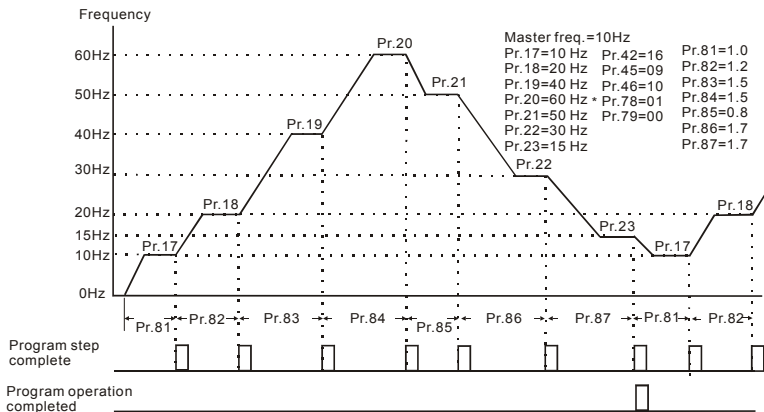 Frequency
60Hz
50Hz
40Hz
30Hz
20Hz
15Hz
10Hz
0Hz
Pr.17
Pr.18
Pr.19
Pr.20
Pr.21
Pr.22
Pr.23
Pr.17
Pr.18
Master freq.=10Hz
Pr.17=10 Hz
Pr.18=20 Hz
Pr.19=40 Hz
Pr.20=60 Hz
Pr.21=50 Hz
Pr.22=30 Hz
Pr.23=15 Hz
Pr.42=16
Pr.45=09
Pr.46=10
* Pr.78=01
Pr.79=00
Pr.81=1.0
Pr.82=1.2
Pr.83=1.5
Pr.84=1.5
Pr.85=0.8
Pr.86=1.7
Pr.87=1.7
Pr.81
Pr.82
Pr.83
Pr.84
Pr.85
Pr.86
Pr.87
Pr.81
Pr.82
Program step
complete
Program operation
completed